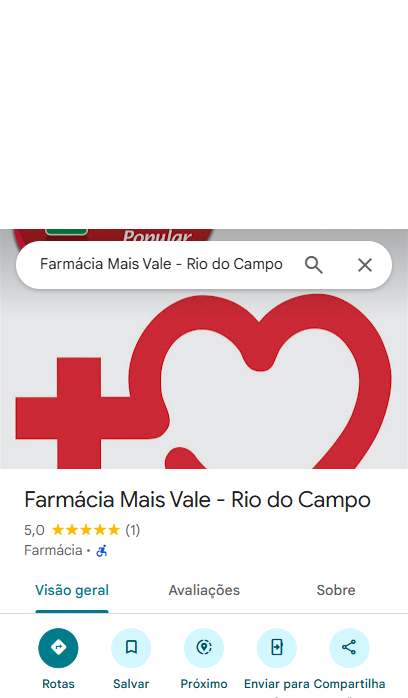 Popular
Farmácia Mais Vale - Rio do Campo
Farmácia Mais Vale - Rio do Campo
5,0 ★★★★★ (1)
Farmácia ·
Visão geral Avaliações Sobre
Rotas Salvar Próximo Enviar para Compartilha